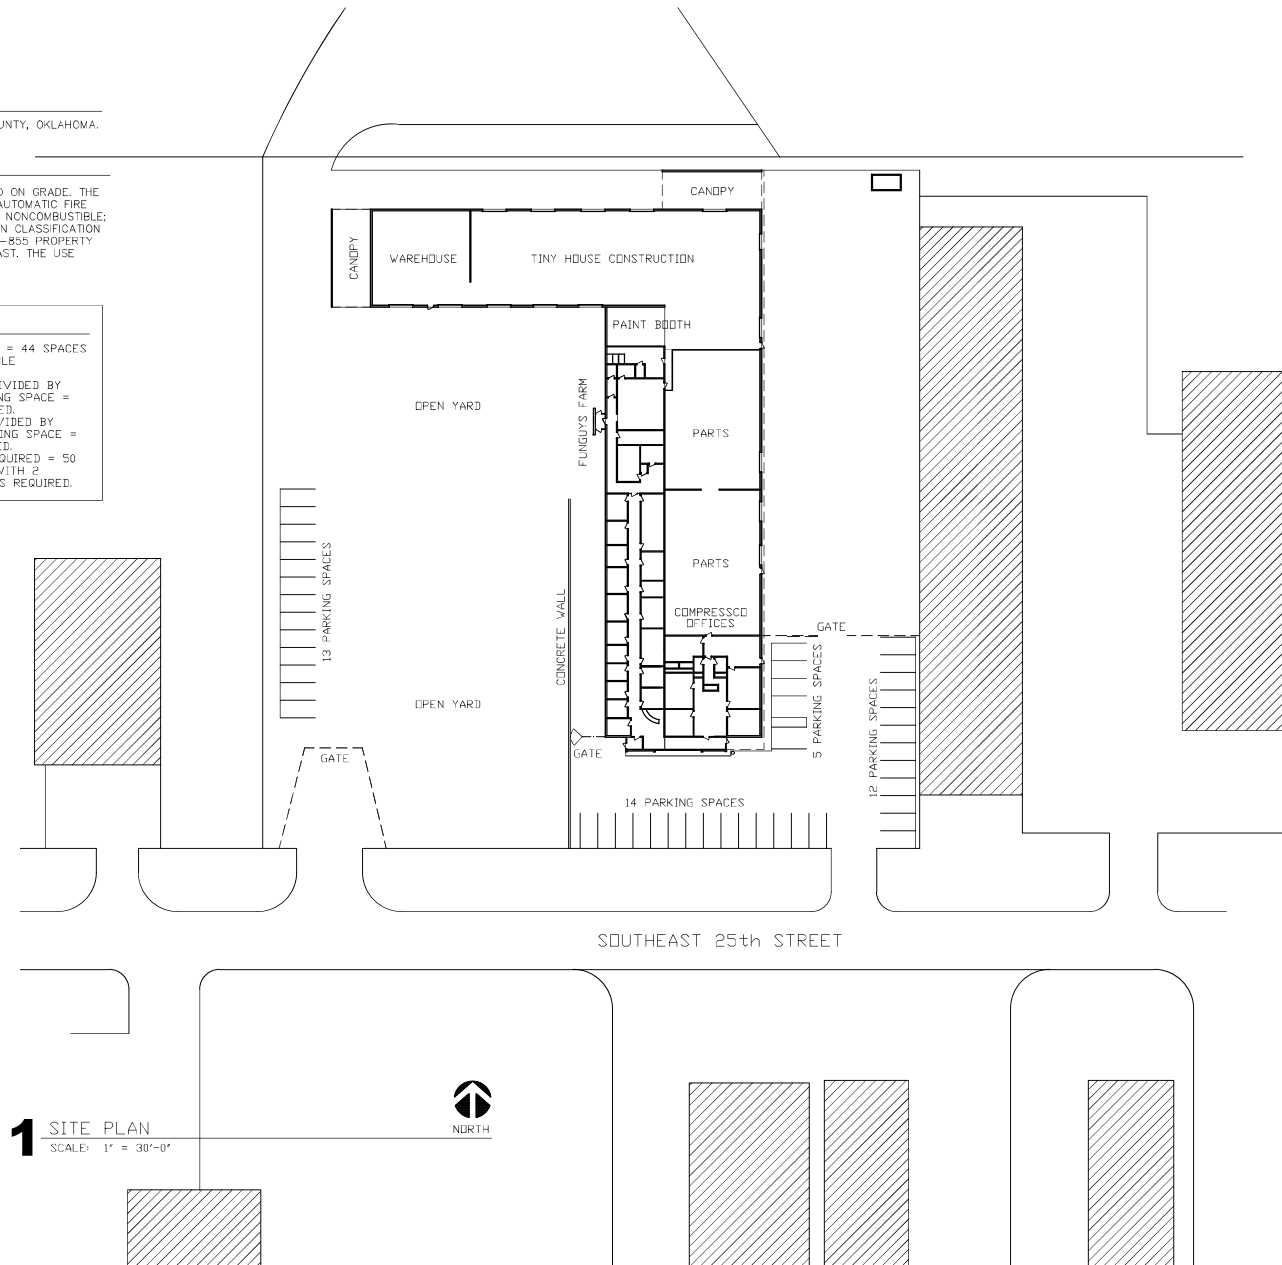 UNTY, OKLAHOMA.
ON GRADE. THE
AUTOMATIC FIRE
NONCOMBUSTIBLE;
N CLASSIFICATION
-855 PROPERTY
AST. THE USE
= 44 SPACES
BLE
IVIDED BY
NG SPACE =
ED.
VIDED BY
ING SPACE =
ED.
QUIRED = 50
WITH 2
S REQUIRED.
CANOPY
CANOPY
WAREHOUSE
TINY HOUSE CONSTRUCTION
PAINT BOOTH
OPEN YARD
FUNGUYS FARM
PARTS
PARTS
13 PARKING SPACES
CONCRETE WALL
COMPRESSCO
OFFICES
GATE
5 PARKING SPACES
12 PARKING SPACES
OPEN YARD
GATE
GATE
14 PARKING SPACES
SOUTHEAST 25th STREET
1 SITE PLAN
SCALE: 1" = 30'-0"
NORTH